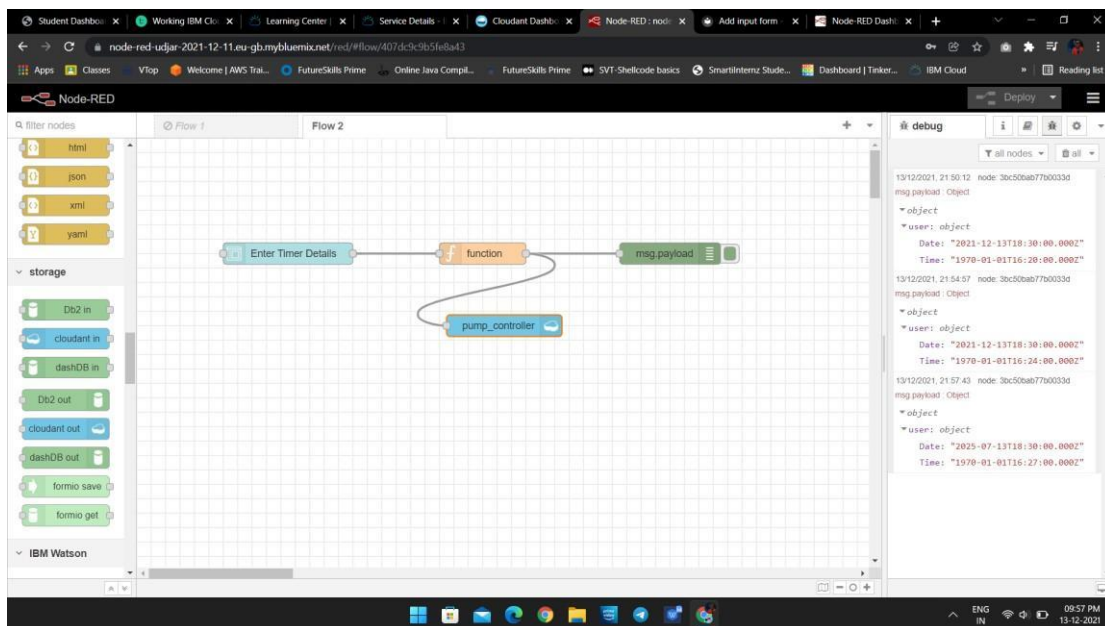 Student Dashboa
Working IBM Clo
Learning Center |
Service Details -
Cloudant Dashbo
Node-RED : node
Add input form -
Node-RED Dashb
node-red-udjar-2021-12-11.eu-gb.mybluemix.net/red/#flow/407dc9c9b5fe8a43
Apps
Classes
VTop
Welcome | AWS Trai...
FutureSkills Prime
Online Java Compil...
FutureSkills Prime
SVT-Shellcode basics
SmartiInternz Stude...
Dashboard | Tinker...
IBM Cloud
»
Reading list
Node-RED
Deploy
filter nodes
Flow 1
Flow 2
debug
all nodes
all
html
json
xml
yaml
storage
Db2 in
cloudant in
dashDB in
Db2 out
cloudant out
dashDB out
formio save
formio get
IBM Watson
Enter Timer Details
function
msg.payload
pump_controller
13/12/2021, 21:50:12 node: 3bc50bab77b0033d
msg.payload : Object
object
user: object
Date: "2021-12-13T18:30:00.000Z"
Time: "1970-01-01T16:20:00.000Z"
13/12/2021, 21:54:57 node: 3bc50bab77b0033d
msg.payload : Object
object
user: object
Date: "2021-12-13T18:30:00.000Z"
Time: "1970-01-01T16:24:00.000Z"
13/12/2021, 21:57:43 node: 3bc50bab77b0033d
msg.payload : Object
object
user: object
Date: "2025-07-13T18:30:00.000Z"
Time: "1970-01-01T16:27:00.000Z"
ENG
IN
09:57 PM
13-12-2021